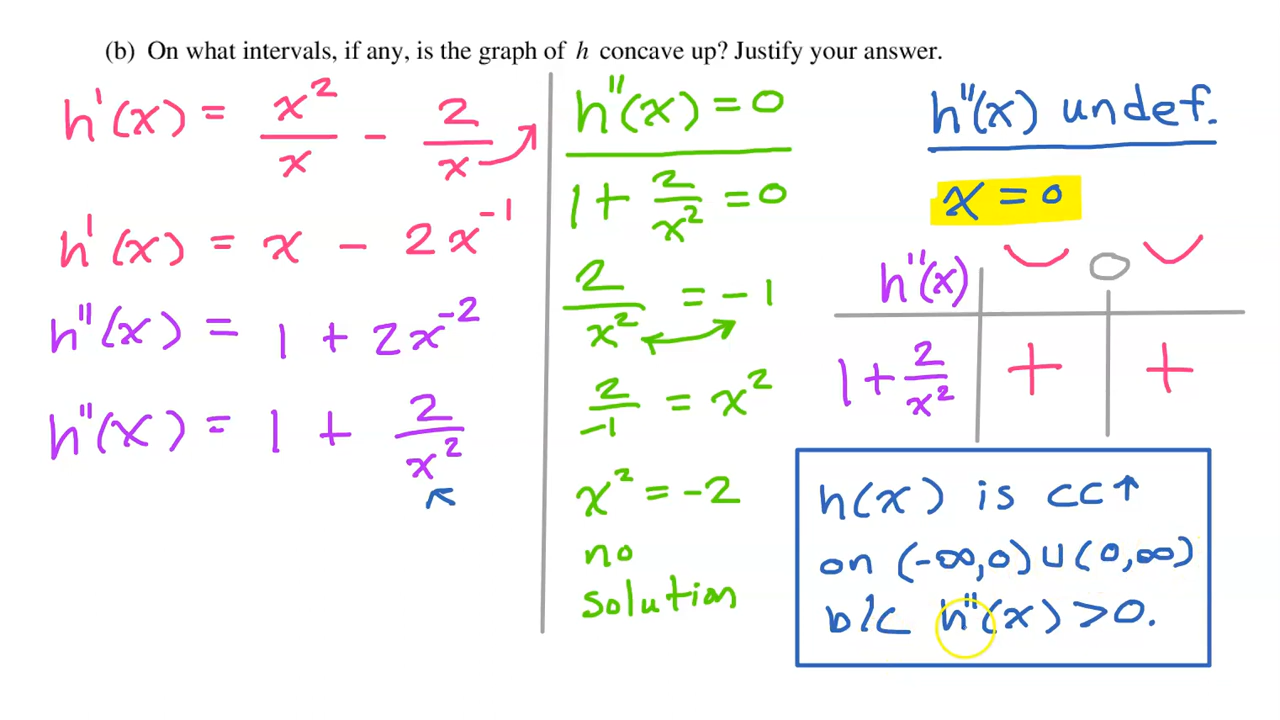 (b) On what intervals, if any, is the graph of h concave up? Justify your answer.
h'(x) = x²/x - 2/x
h'(x) = x - 2x⁻¹
h''(x) = 1 + 2x⁻²
h''(x) = 1 + 2/x²
h''(x) = 0
1 + 2/x² = 0
2/x² = -1
2/-1 = x²
x² = -2
no
solution
h''(x) undef.
x = 0
h''(x) 0
1 + 2/x² + +
h(x) is CC↑
on (-∞,0) U (0,∞)
b/c h''(x) > 0.